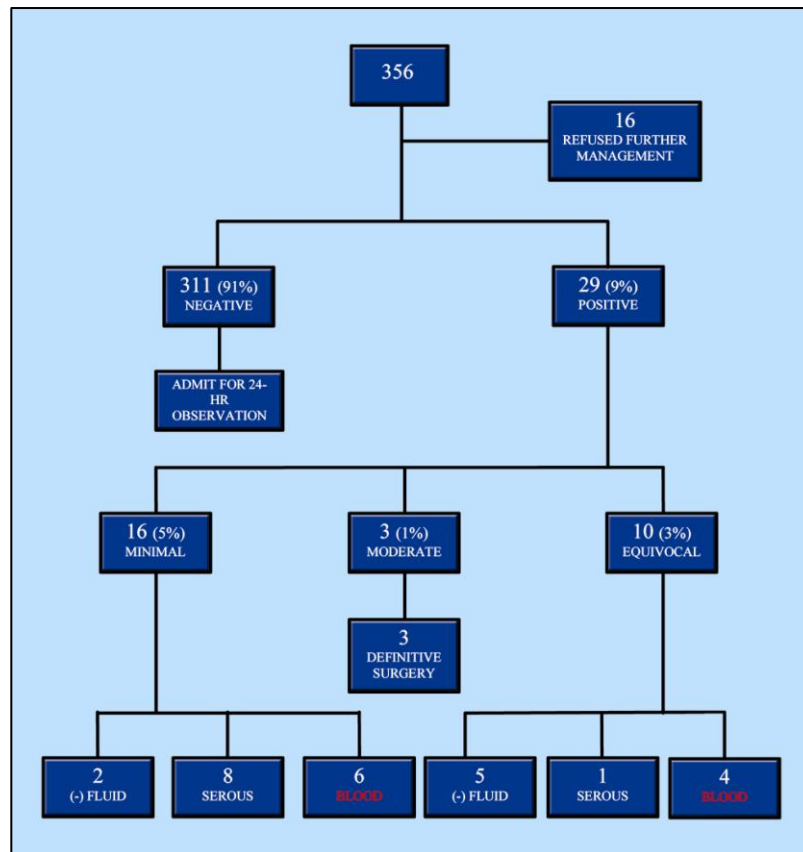 356
16
REFUSED FURTHER
MANAGEMENT
311 (91%)
NEGATIVE
29 (9%)
POSITIVE
ADMIT FOR 24-
HR
OBSERVATION
16 (5%)
MINIMAL
3 (1%)
MODERATE
10 (3%)
EQUIVOCAL
3
DEFINITIVE
SURGERY
2
(-) FLUID
8
SEROUS
6
BLOOD
5
(-) FLUID
1
SEROUS
4
BLOOD